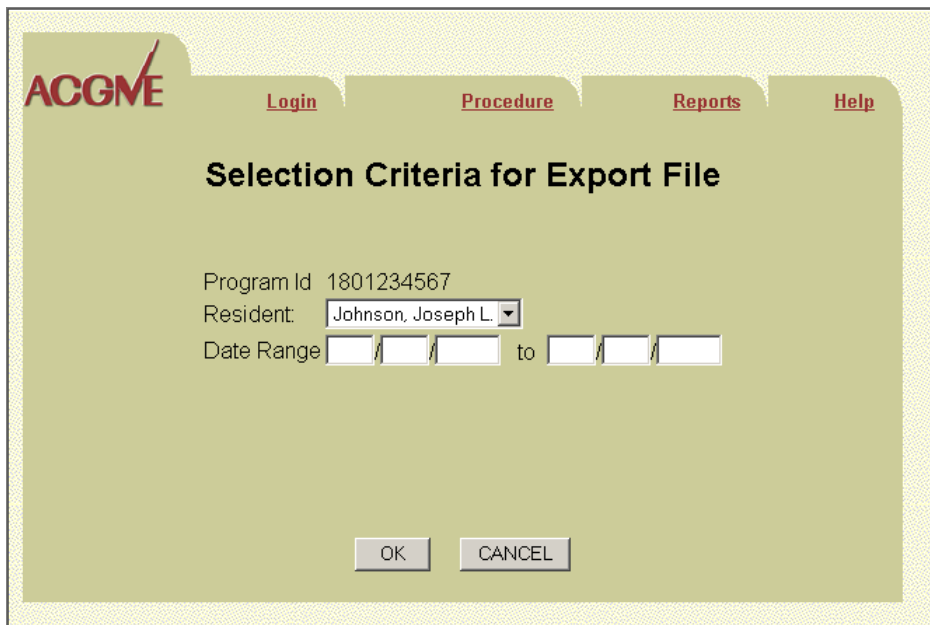 ACGME
Login Procedure Reports Help
Selection Criteria for Export File
Program Id 1801234567
Resident: Johnson, Joseph L.
Date Range / / to / /
OK CANCEL